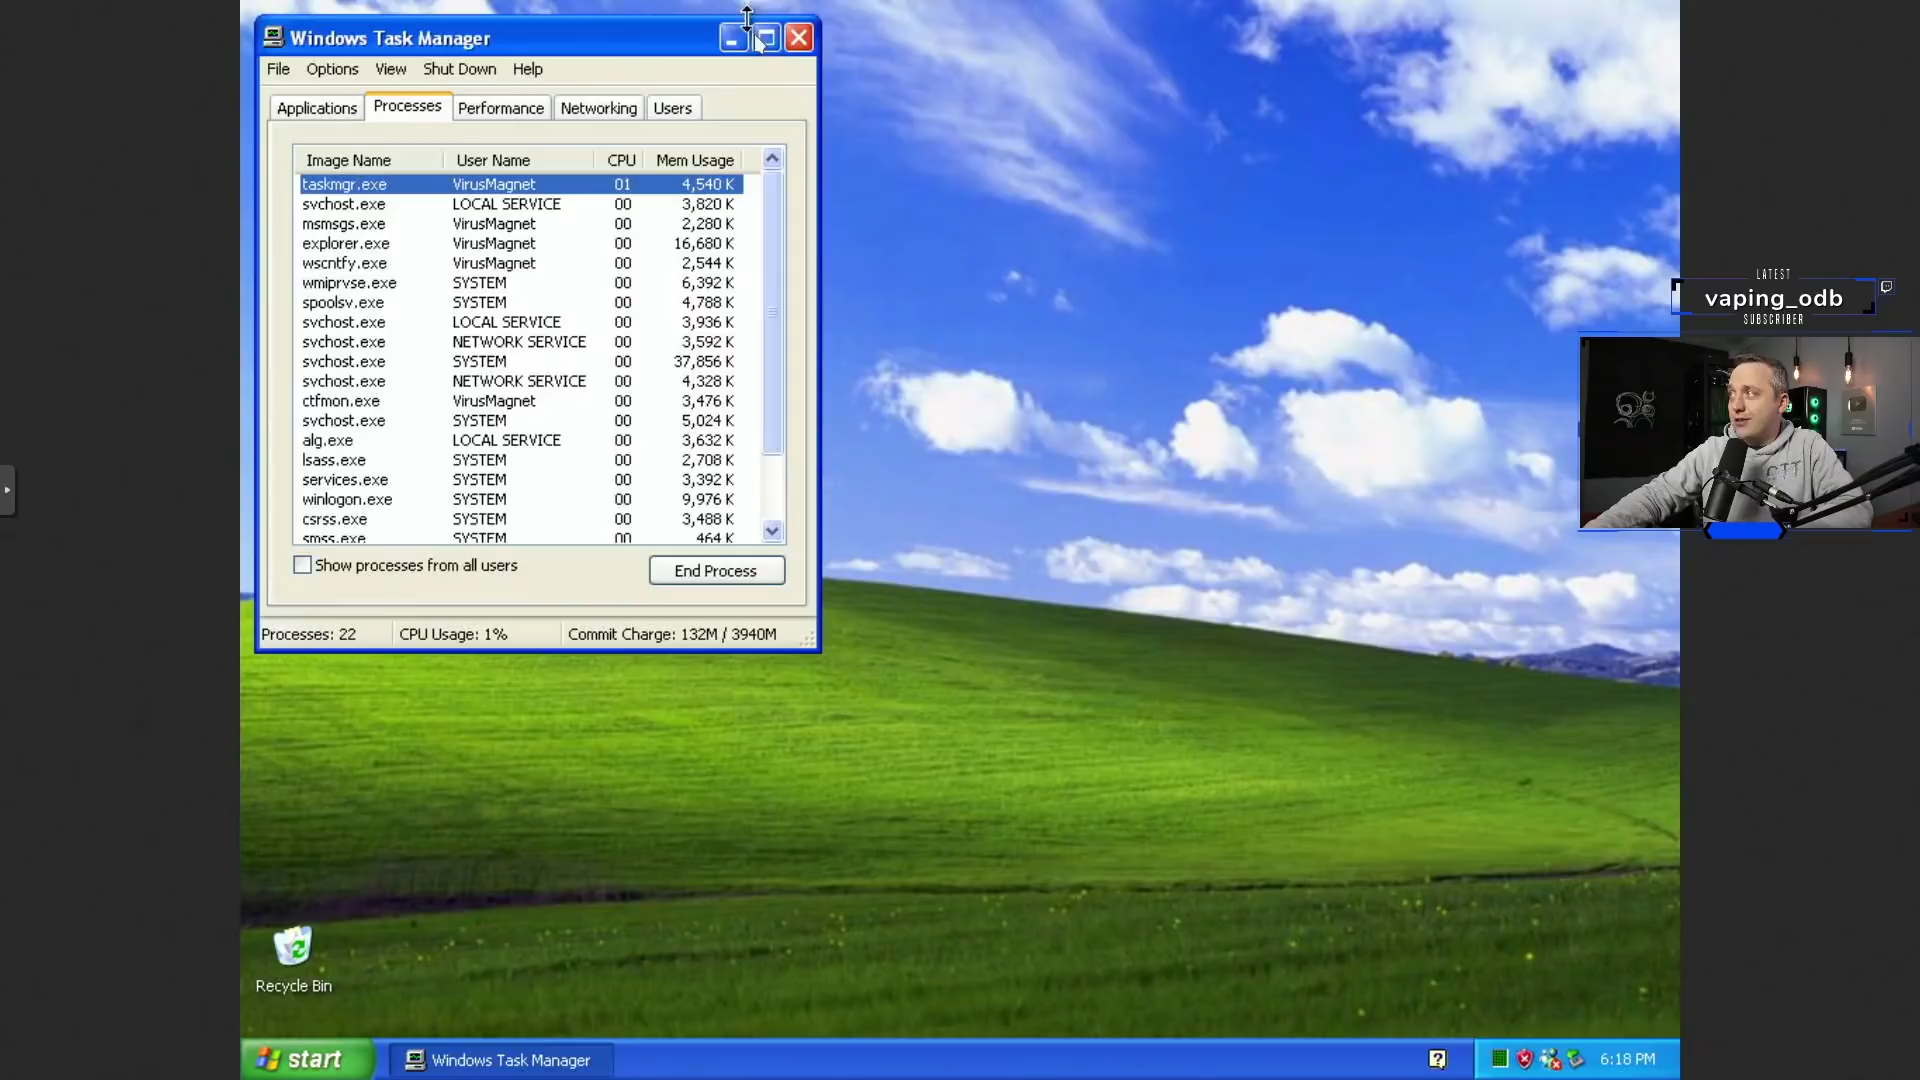 Windows Task Manager
File Options View Shut Down Help
Applications Processes Performance Networking Users
Image Name User Name CPU Mem Usage
taskmgr.exe VirusMagnet 01 4,540 K
svchost.exe LOCAL SERVICE 00 3,820 K
msmsgs.exe VirusMagnet 00 2,280 K
explorer.exe VirusMagnet 00 16,680 K
wscntfy.exe VirusMagnet 00 2,544 K
wmiprvse.exe SYSTEM 00 6,392 K
spoolsv.exe SYSTEM 00 4,788 K
svchost.exe LOCAL SERVICE 00 3,936 K
svchost.exe NETWORK SERVICE 00 3,592 K
svchost.exe SYSTEM 00 37,856 K
svchost.exe NETWORK SERVICE 00 4,328 K
ctfmon.exe VirusMagnet 00 3,476 K
svchost.exe SYSTEM 00 5,024 K
alg.exe LOCAL SERVICE 00 3,632 K
lsass.exe SYSTEM 00 2,708 K
services.exe SYSTEM 00 3,392 K
winlogon.exe SYSTEM 00 9,976 K
csrss.exe SYSTEM 00 3,488 K
smss.exe SYSTEM 00 464 K
Show processes from all users
End Process
Processes: 22 CPU Usage: 1% Commit Charge: 132M / 3940M
LATEST
vaping_odb
SUBSCRIBER
CTT
Recycle Bin
start Windows Task Manager 6:18 PM